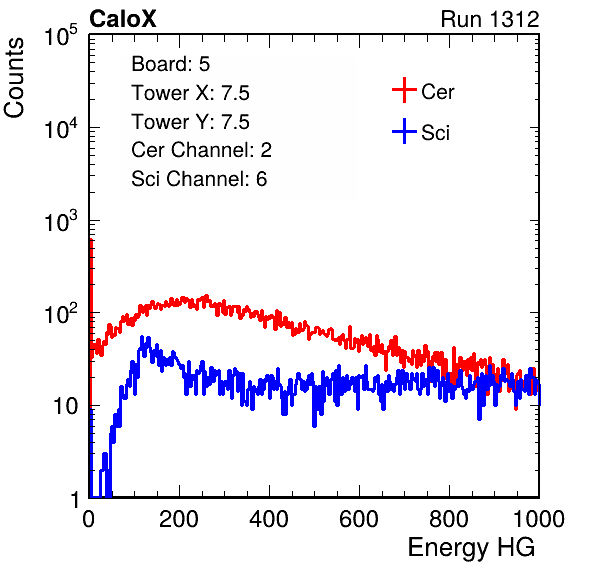 CaloX Run 1312
Board: 5
Tower X: 7.5
Tower Y: 7.5
Cer Channel: 2
Sci Channel: 6
Cer
Sci
Counts
10^5
10^4
10^3
10^2
10
1
0 200 400 600 800 1000
Energy HG